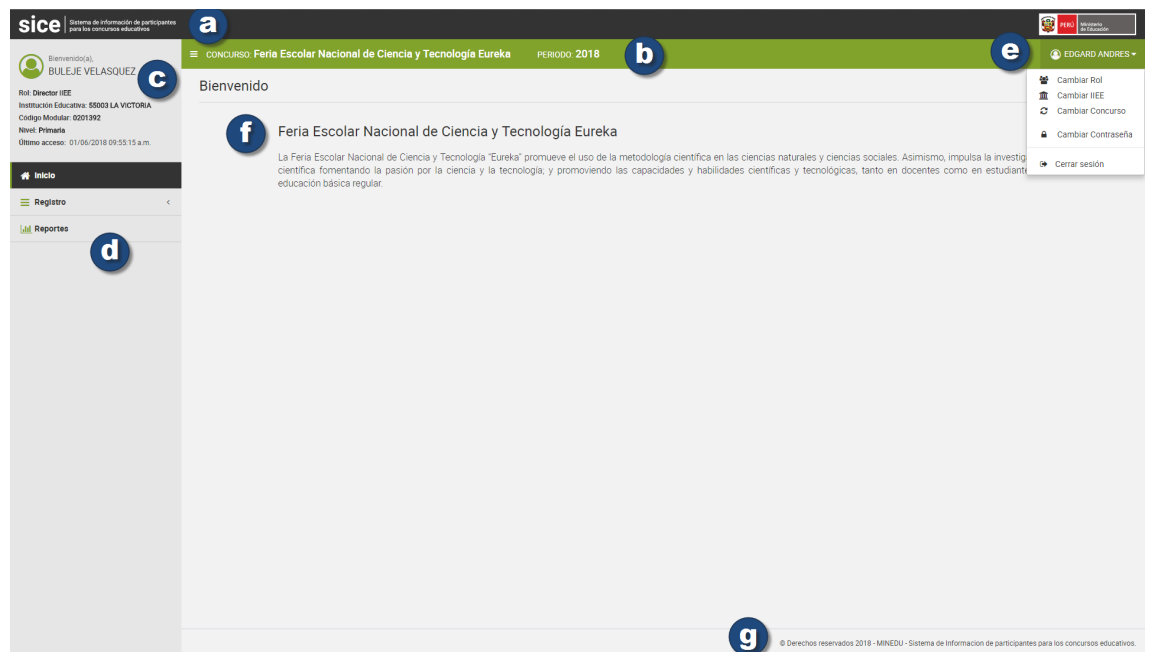 sice Sistema de información de participantes
para los concursos educativos
a
PERÚ Ministerio
de Educación
Bienvenido(a),
BULEJE VELASQUEZ
c
Rol: Director IIEE
Institución Educativa: 55003 LA VICTORIA
Código Modular: 0201392
Nivel: Primaria
Último acceso: 01/06/2018 09:55:15 a.m.
CONCURSO: Feria Escolar Nacional de Ciencia y Tecnología Eureka PERIODO: 2018
b
e
EDGARD ANDRES
Cambiar Rol
Cambiar IIEE
Cambiar Concurso
Cambiar Contraseña
Cerrar sesión
Inicio
Registro
Reportes
d
Bienvenido
f
Feria Escolar Nacional de Ciencia y Tecnología Eureka
La Feria Escolar Nacional de Ciencia y Tecnología "Eureka" promueve el uso de la metodología científica en las ciencias naturales y ciencias sociales. Asimismo, impulsa la investig
científica fomentando la pasión por la ciencia y la tecnología; y promoviendo las capacidades y habilidades científicas y tecnológicas, tanto en docentes como en estudiante
educación básica regular.
g
© Derechos reservados 2018 - MINEDU - Sistema de Informacion de participantes para los concursos educativos.